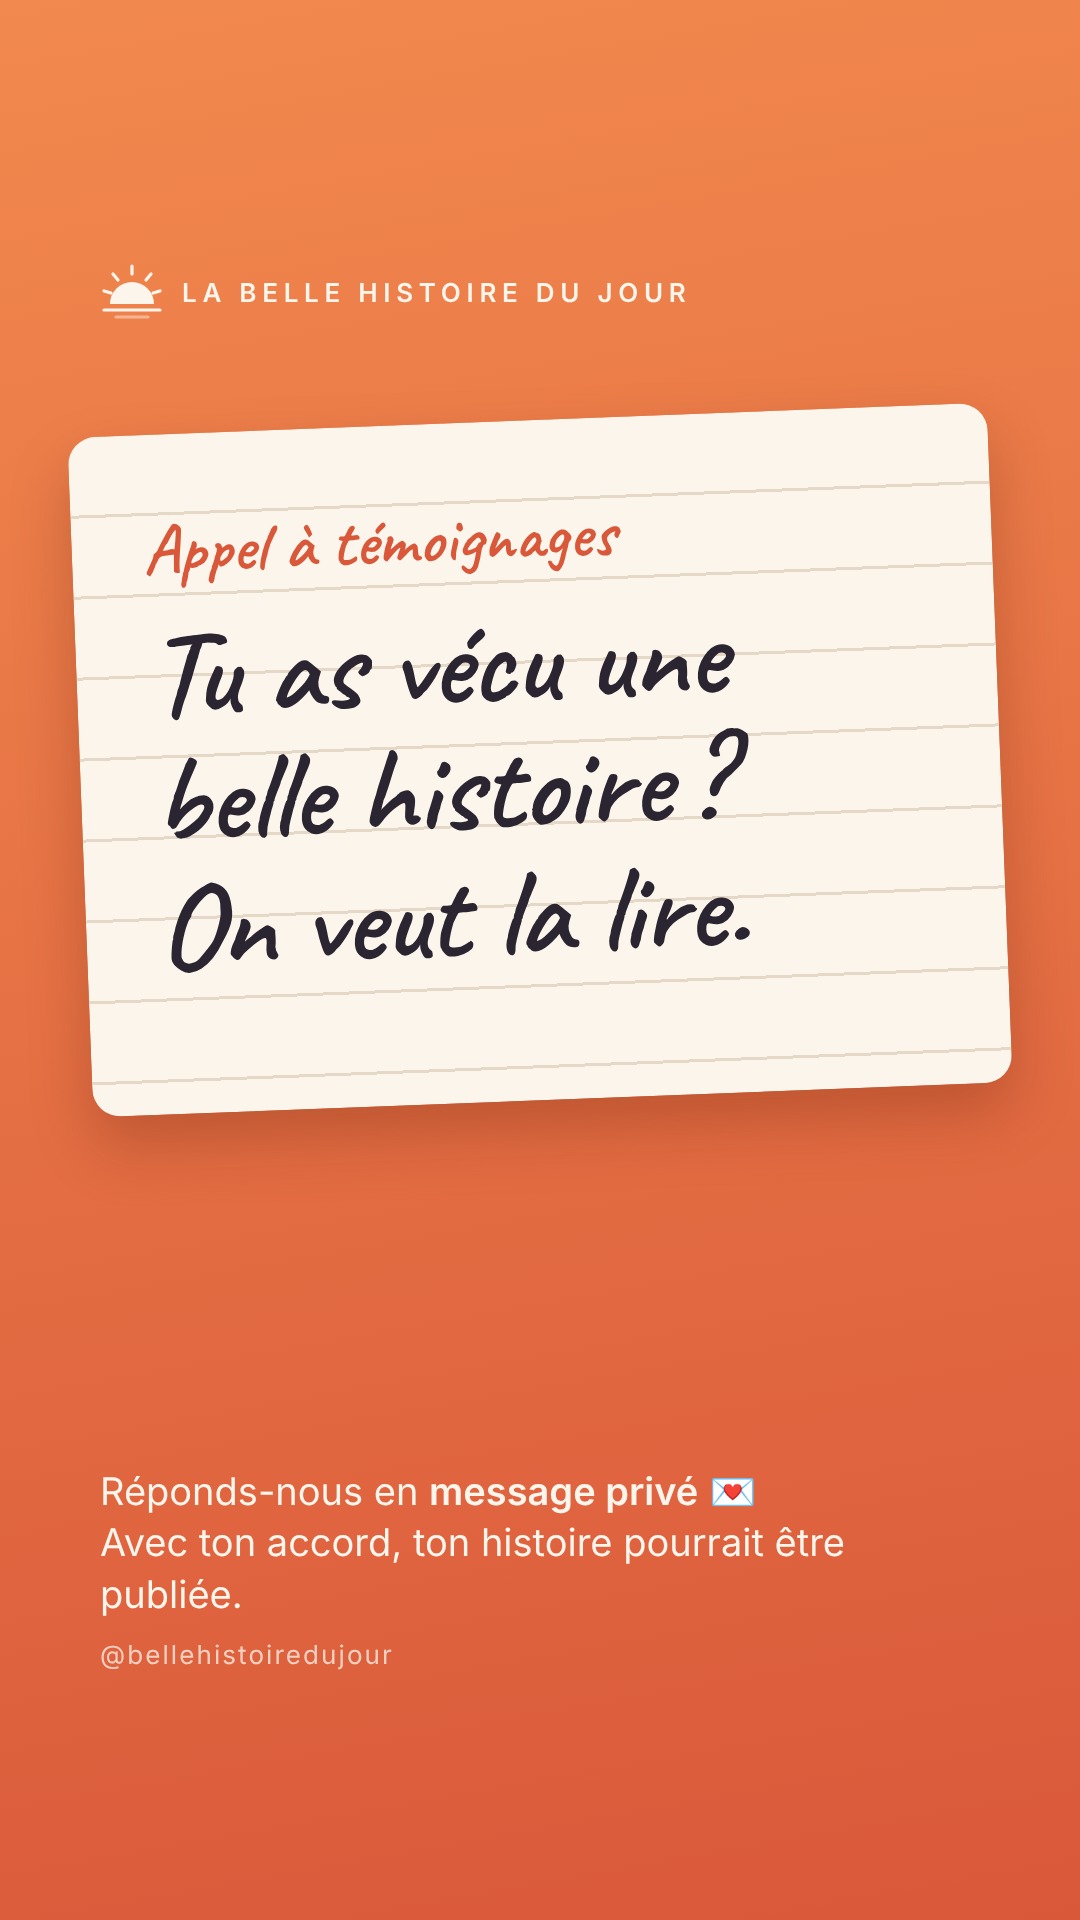 LA BELLE HISTOIRE DU JOUR
Appel à témoignages
Tu as vécu une
belle histoire ?
On veut la lire.
Réponds-nous en message privé 💌
Avec ton accord, ton histoire pourrait être
publiée.
@bellehistoiredujour